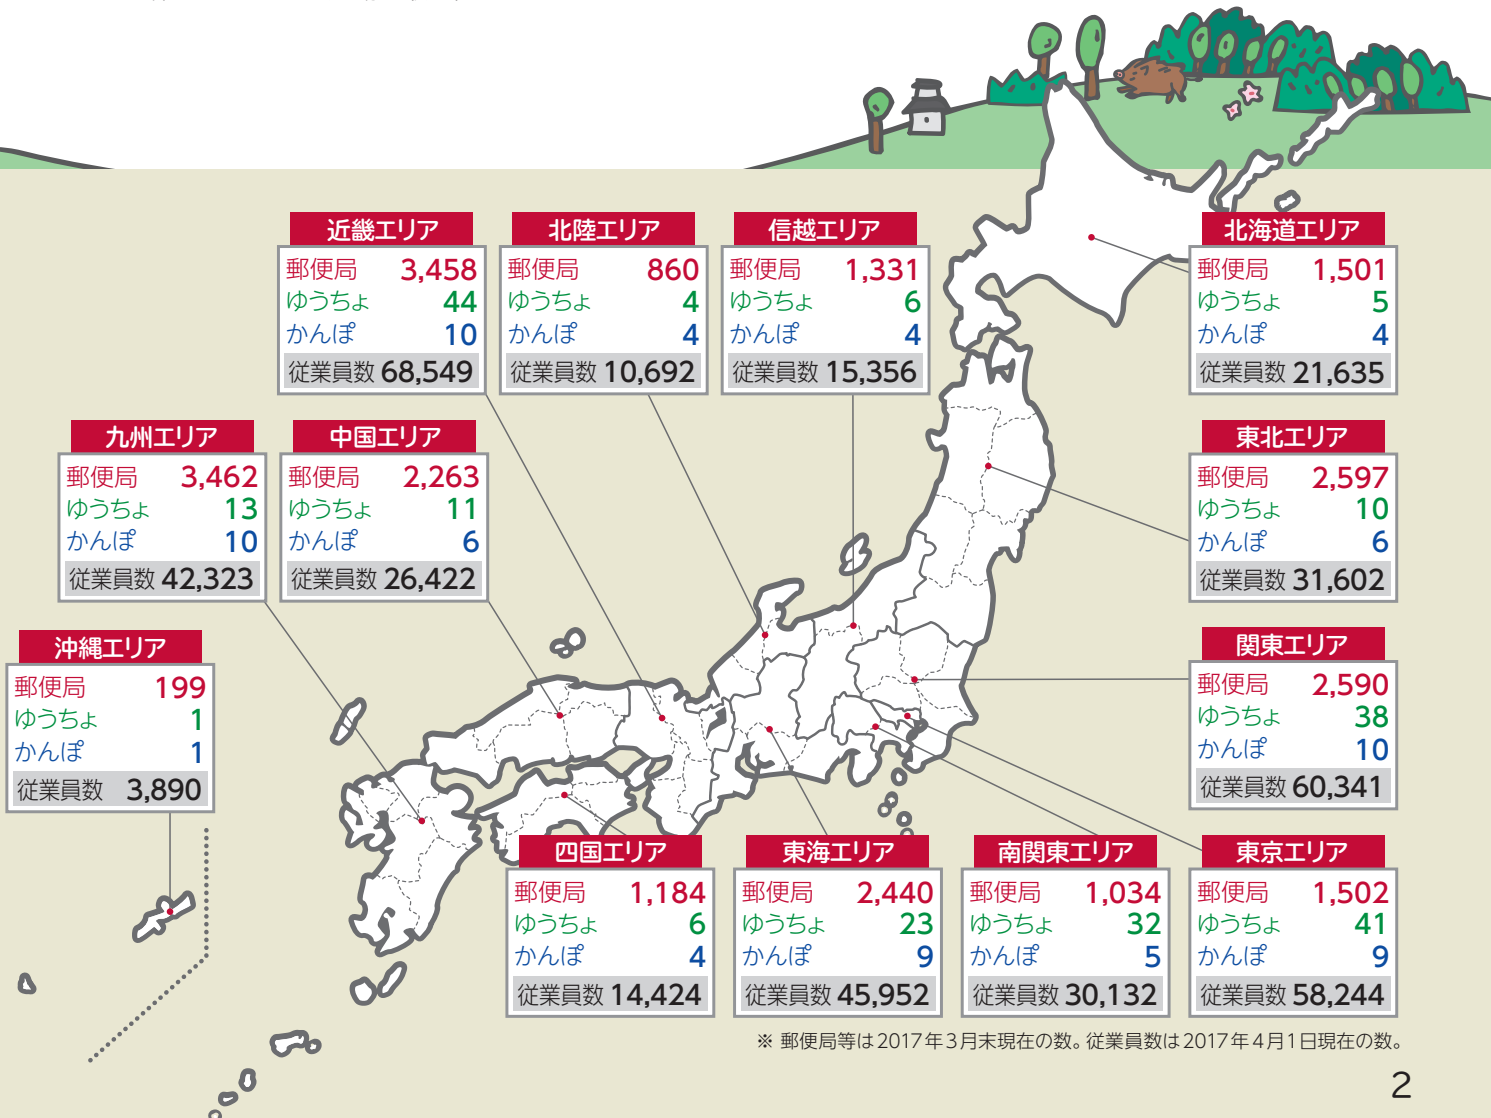 近畿エリア
郵便局 3,458
ゆうちょ 44
かんぽ 10
従業員数 68,549
北陸エリア
郵便局 860
ゆうちょ 4
かんぽ 4
従業員数 10,692
信越エリア
郵便局 1,331
ゆうちょ 6
かんぽ 4
従業員数 15,356
北海道エリア
郵便局 1,501
ゆうちょ 5
かんぽ 4
従業員数 21,635
九州エリア
郵便局 3,462
ゆうちょ 13
かんぽ 10
従業員数 42,323
中国エリア
郵便局 2,263
ゆうちょ 11
かんぽ 6
従業員数 26,422
東北エリア
郵便局 2,597
ゆうちょ 10
かんぽ 6
従業員数 31,602
沖縄エリア
郵便局 199
ゆうちょ 1
かんぽ 1
従業員数 3,890
関東エリア
郵便局 2,590
ゆうちょ 38
かんぽ 10
従業員数 60,341
四国エリア
郵便局 1,184
ゆうちょ 6
かんぽ 4
従業員数 14,424
東海エリア
郵便局 2,440
ゆうちょ 23
かんぽ 9
従業員数 45,952
南関東エリア
郵便局 1,034
ゆうちょ 32
かんぽ 5
従業員数 30,132
東京エリア
郵便局 1,502
ゆうちょ 41
かんぽ 9
従業員数 58,244
※ 郵便局等は2017年3月末現在の数。従業員数は2017年4月1日現在の数。
2